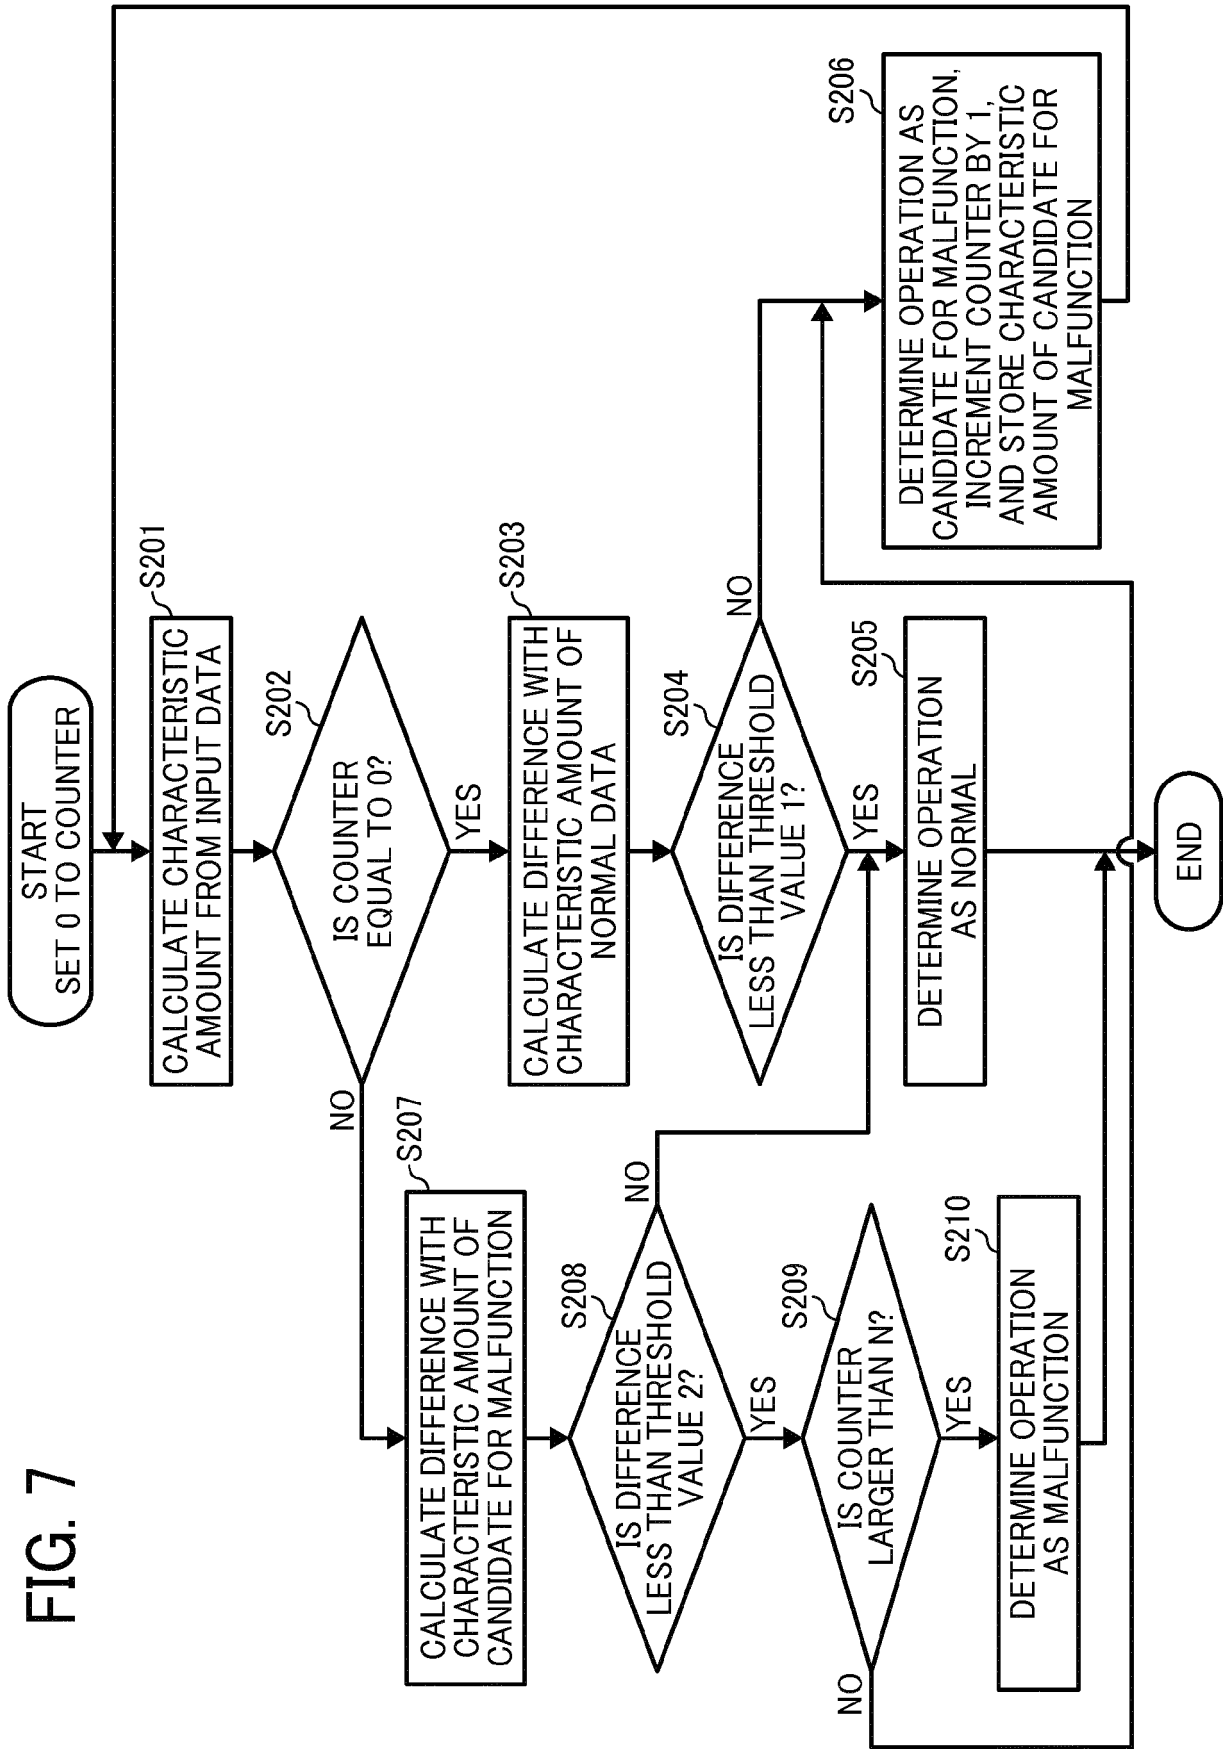 FIG. 7
START
SET 0 TO COUNTER
S201
CALCULATE CHARACTERISTIC
AMOUNT FROM INPUT DATA
S202
IS COUNTER
EQUAL TO 0?
YES
NO
S203
CALCULATE DIFFERENCE WITH
CHARACTERISTIC AMOUNT OF
NORMAL DATA
S204
IS DIFFERENCE
LESS THAN THRESHOLD
VALUE 1?
YES
NO
S205
DETERMINE OPERATION
AS NORMAL
S206
DETERMINE OPERATION AS
CANDIDATE FOR MALFUNCTION,
INCREMENT COUNTER BY 1,
AND STORE CHARACTERISTIC
AMOUNT OF CANDIDATE FOR
MALFUNCTION
S207
CALCULATE DIFFERENCE WITH
CHARACTERISTIC AMOUNT OF
CANDIDATE FOR MALFUNCTION
S208
IS DIFFERENCE
LESS THAN THRESHOLD
VALUE 2?
NO
YES
S209
IS COUNTER
LARGER THAN N?
NO
YES
S210
DETERMINE OPERATION
AS MALFUNCTION
END